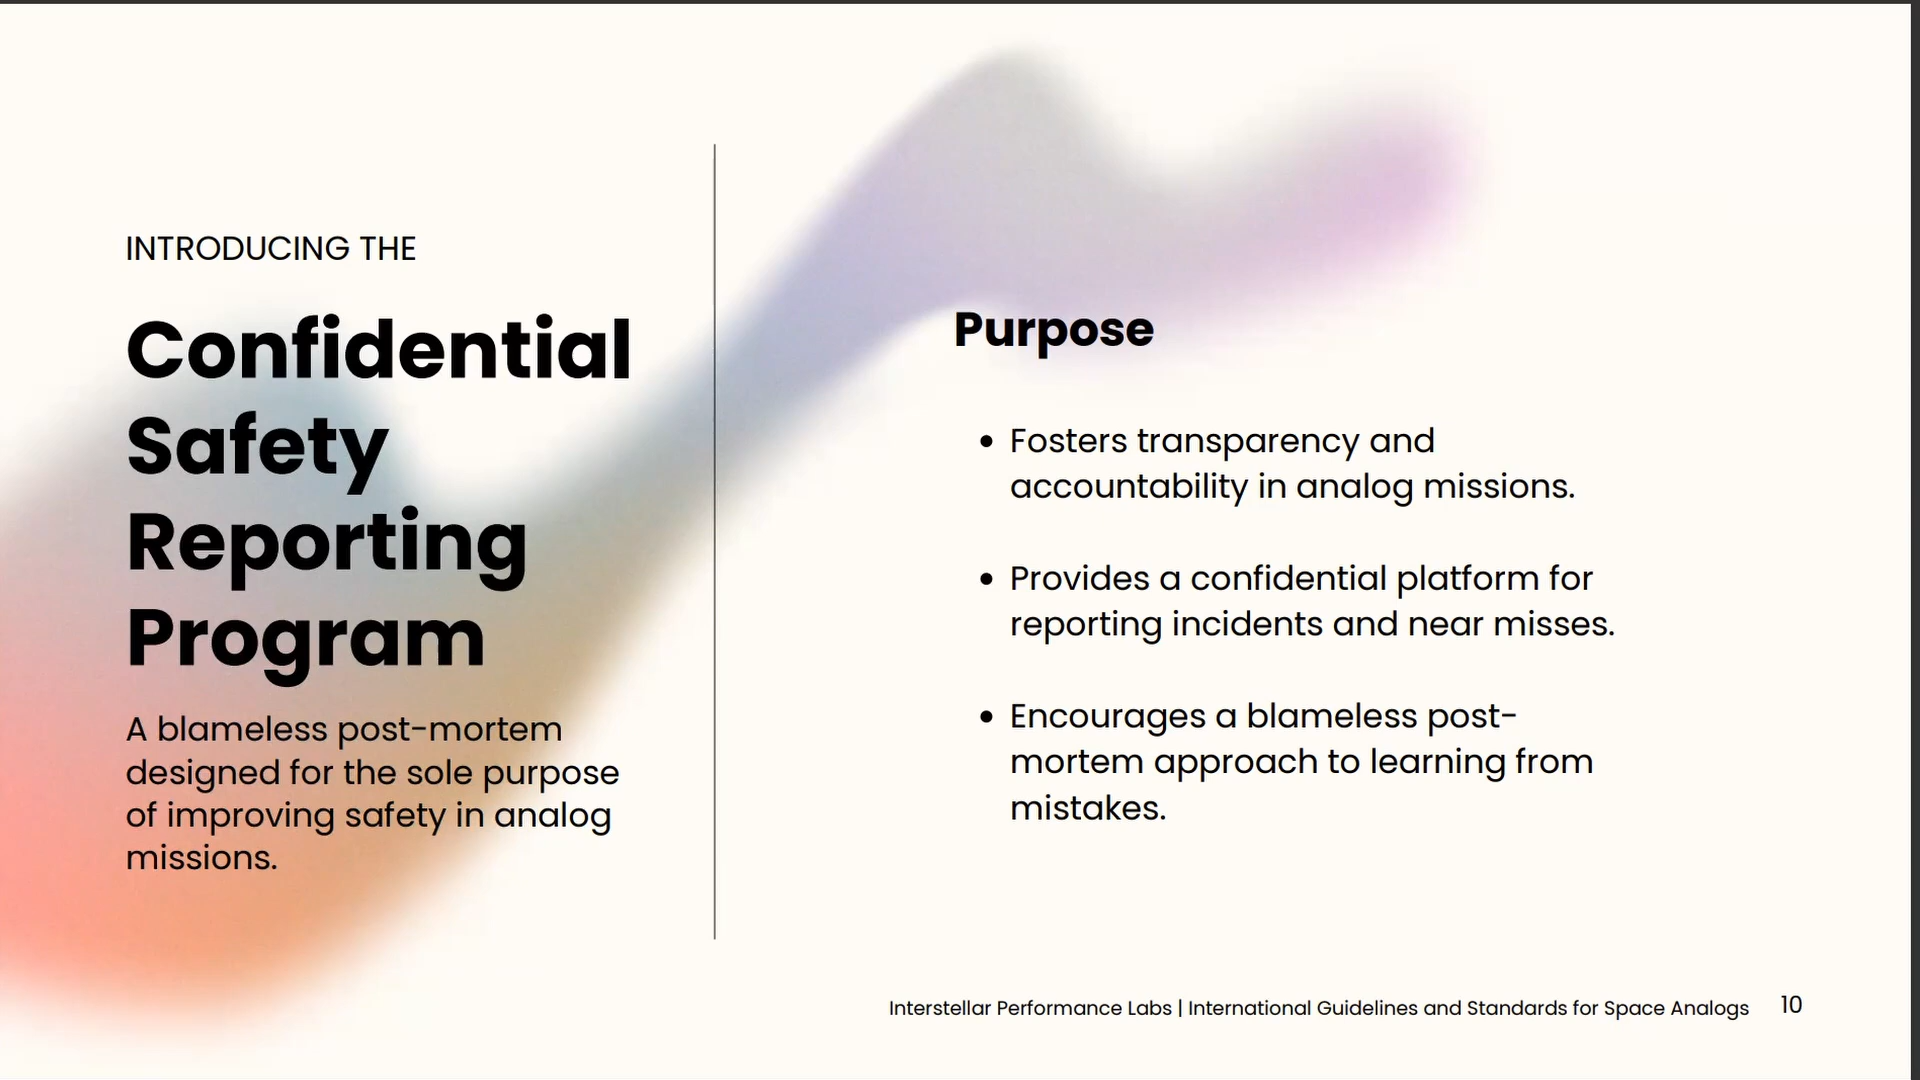 INTRODUCING THE
Confidential
Safety
Reporting
Program
A blameless post-mortem
designed for the sole purpose
of improving safety in analog
missions.
Purpose
• Fosters transparency and
accountability in analog missions.
• Provides a confidential platform for
reporting incidents and near misses.
• Encourages a blameless post-
mortem approach to learning from
mistakes.
Interstellar Performance Labs | International Guidelines and Standards for Space Analogs 10